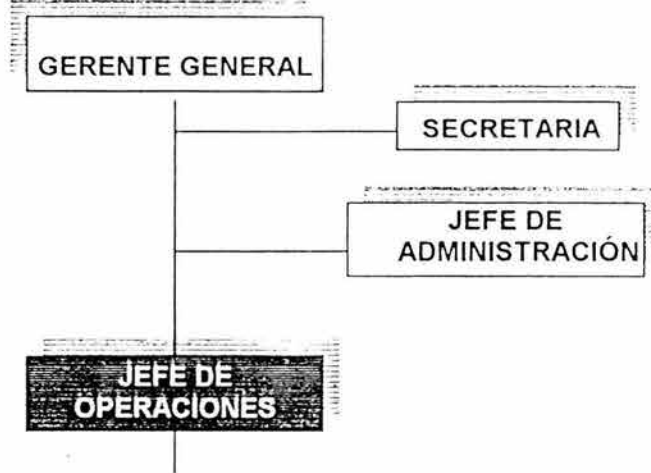 GERENTE GENERAL
SECRETARIA
JEFE DE
ADMINISTRACIÓN
JEFE DE
OPERACIONES